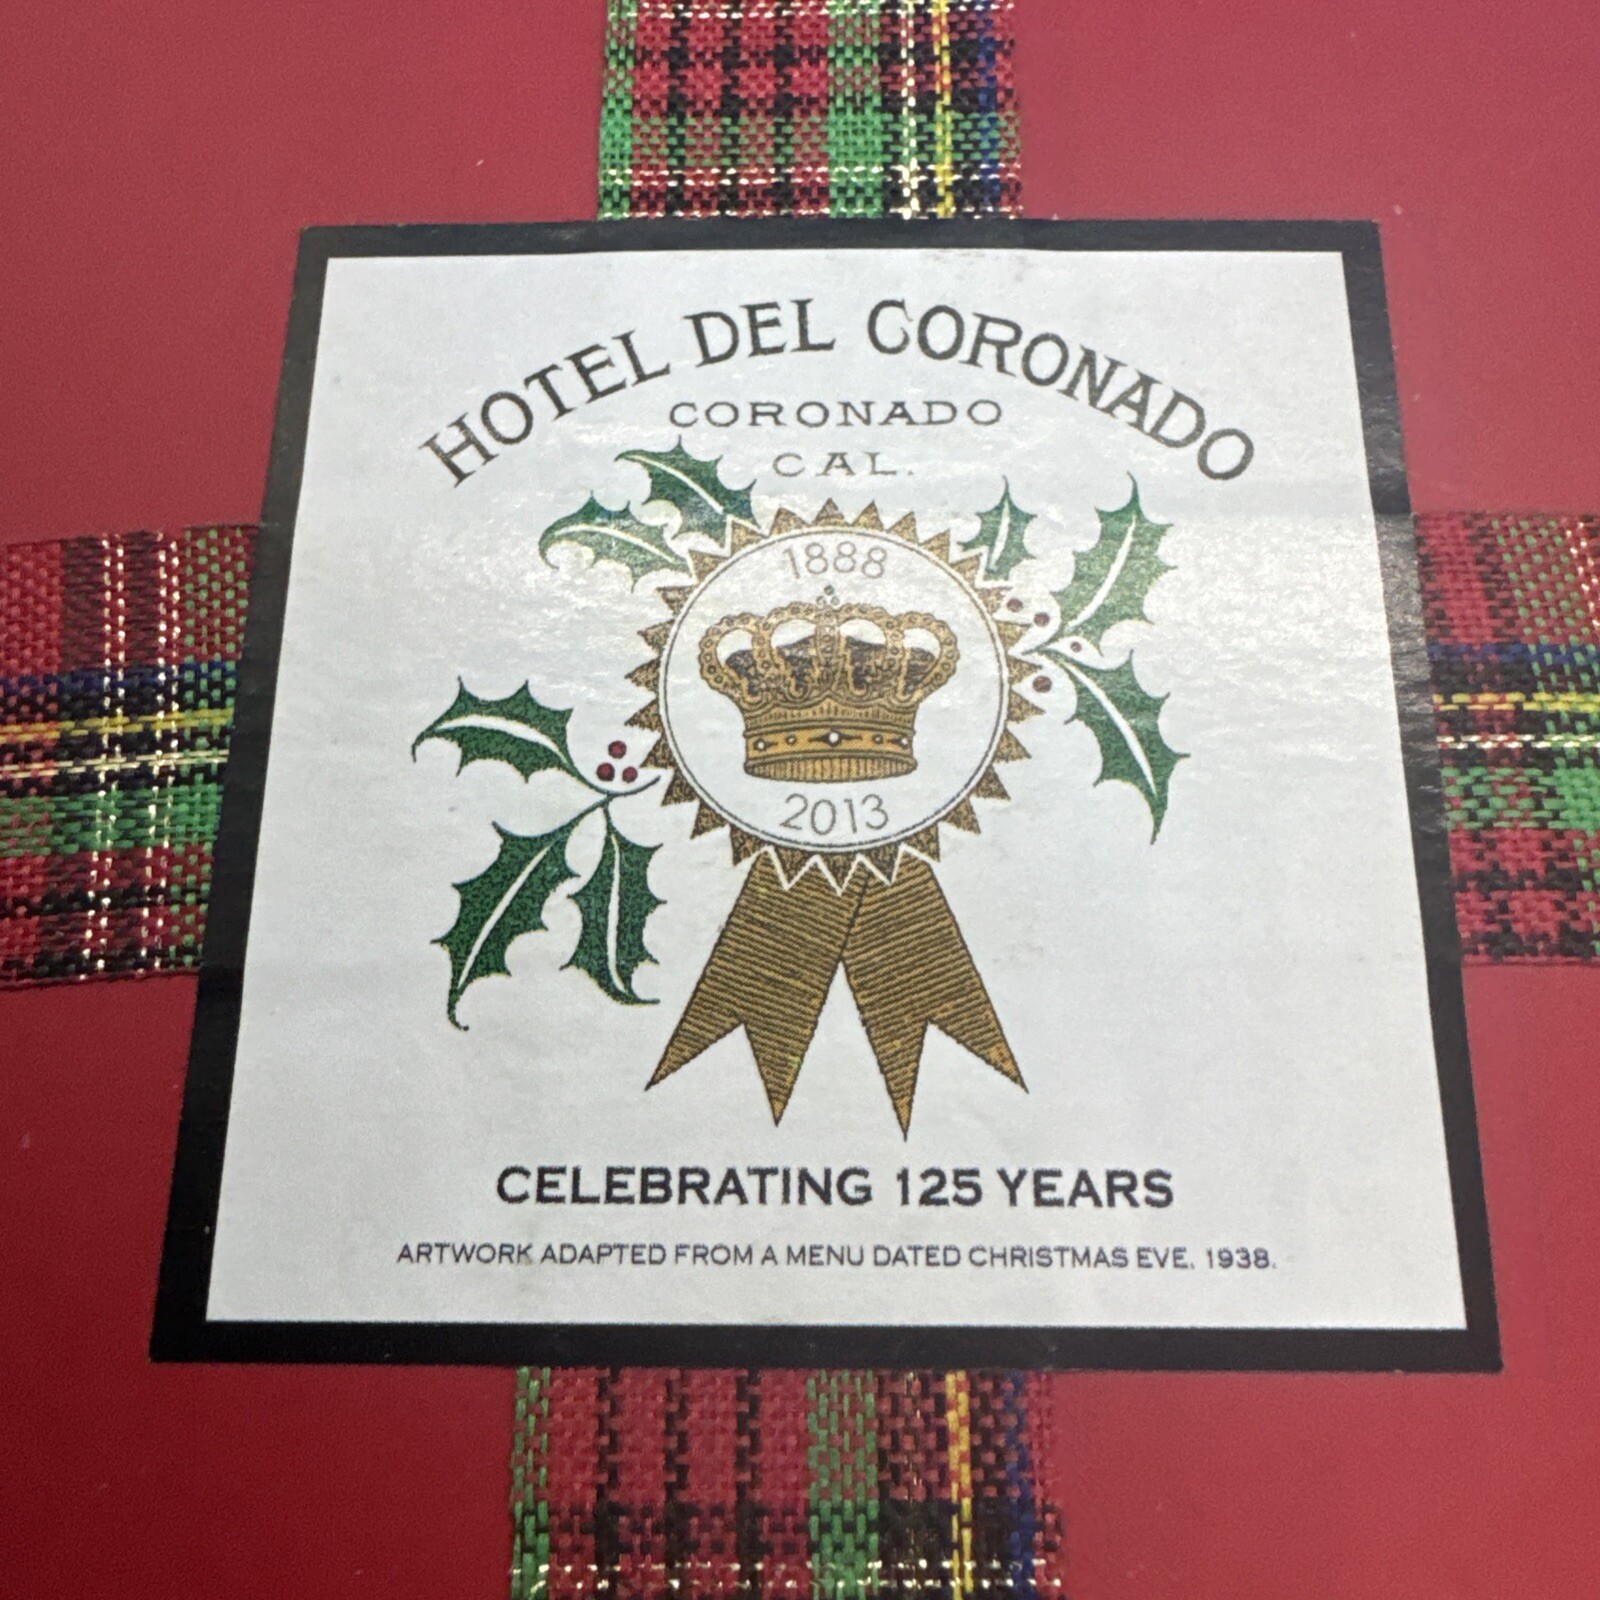 HOTEL DEL CORONADO
CORONADO
CAL.
1888
2013
CELEBRATING 125 YEARS
ARTWORK ADAPTED FROM A MENU DATED CHRISTMAS EVE, 1938.